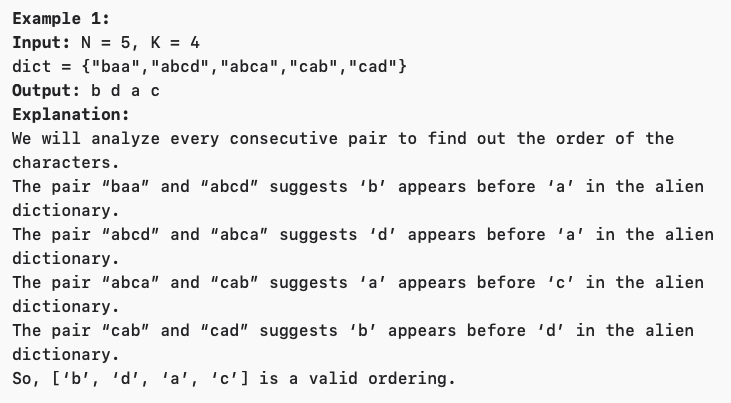 Example 1:
Input: N = 5, K = 4
dict = {"baa","abcd","abca","cab","cad"}
Output: b d a c
Explanation:
We will analyze every consecutive pair to find out the order of the
characters.
The pair “baa” and “abcd” suggests ‘b’ appears before ‘a’ in the alien
dictionary.
The pair “abcd” and “abca” suggests ‘d’ appears before ‘a’ in the alien
dictionary.
The pair “abca” and “cab” suggests ‘a’ appears before ‘c’ in the alien
dictionary.
The pair “cab” and “cad” suggests ‘b’ appears before ‘d’ in the alien
dictionary.
So, [‘b’, ‘d’, ‘a’, ‘c’] is a valid ordering.